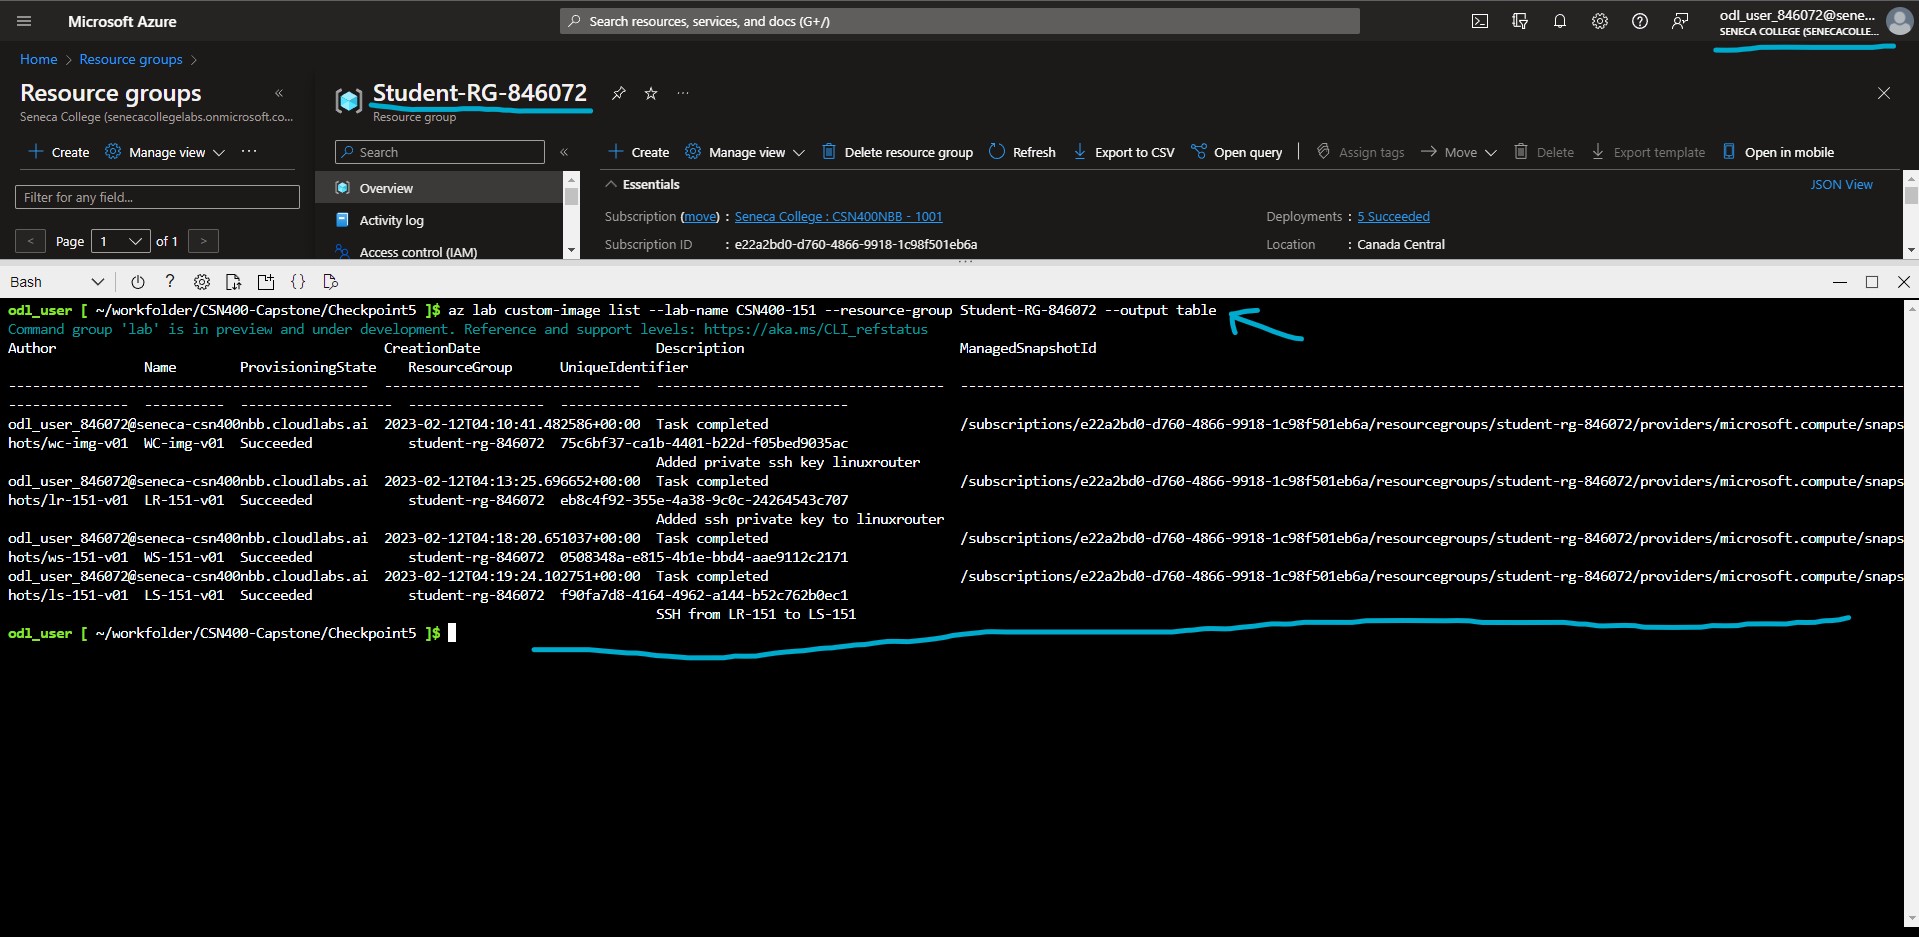 Microsoft Azure
Search resources, services, and docs (G+/)
odl_user_846072@sene...
SENECA COLLEGE (SENECACOLLE...
Home > Resource groups >
Resource groups
Seneca College (senecacollegelabs.onmicrosoft.co...
Create Manage view ...
Filter for any field...
< Page 1 of 1 >
Student-RG-846072 ...
Resource group
Search
Overview
Activity log
Access control (IAM)
Create Manage view Delete resource group Refresh Export to CSV Open query Assign tags Move Delete Export template Open in mobile
Essentials
JSON View
Subscription (move) : Seneca College : CSN400NBB - 1001
Deployments : 5 Succeeded
Subscription ID : e22a2bd0-d760-4866-9918-1c98f501eb6a
Location : Canada Central
Bash ? {}
odl_user [ ~/workfolder/CSN400-Capstone/Checkpoint5 ]$ az lab custom-image list --lab-name CSN400-151 --resource-group Student-RG-846072 --output table
Command group 'lab' is in preview and under development. Reference and support levels: https://aka.ms/CLI_refstatus
Author CreationDate Description ManagedSnapshotId
Name ProvisioningState ResourceGroup UniqueIdentifier
odl_user_846072@seneca-csn400nbb.cloudlabs.ai 2023-02-12T04:10:41.482586+00:00 Task completed /subscriptions/e22a2bd0-d760-4866-9918-1c98f501eb6a/resourcegroups/student-rg-846072/providers/microsoft.compute/snaps
hots/wc-img-v01 WC-img-v01 Succeeded student-rg-846072 75c6bf37-ca1b-4401-b22d-f05bed9035ac
Added private ssh key linuxrouter
odl_user_846072@seneca-csn400nbb.cloudlabs.ai 2023-02-12T04:13:25.696652+00:00 Task completed /subscriptions/e22a2bd0-d760-4866-9918-1c98f501eb6a/resourcegroups/student-rg-846072/providers/microsoft.compute/snaps
hots/lr-151-v01 LR-151-v01 Succeeded student-rg-846072 eb8c4f92-355e-4a38-9c0c-24264543c707
Added ssh private key to linuxrouter
odl_user_846072@seneca-csn400nbb.cloudlabs.ai 2023-02-12T04:18:20.651037+00:00 Task completed /subscriptions/e22a2bd0-d760-4866-9918-1c98f501eb6a/resourcegroups/student-rg-846072/providers/microsoft.compute/snaps
hots/ws-151-v01 WS-151-v01 Succeeded student-rg-846072 0508348a-e815-4b1e-bbd4-aae9112c2171
odl_user_846072@seneca-csn400nbb.cloudlabs.ai 2023-02-12T04:19:24.102751+00:00 Task completed /subscriptions/e22a2bd0-d760-4866-9918-1c98f501eb6a/resourcegroups/student-rg-846072/providers/microsoft.compute/snaps
hots/ls-151-v01 LS-151-v01 Succeeded student-rg-846072 f90fa7d8-4164-4962-a144-b52c762b0ec1
SSH from LR-151 to LS-151
odl_user [ ~/workfolder/CSN400-Capstone/Checkpoint5 ]$